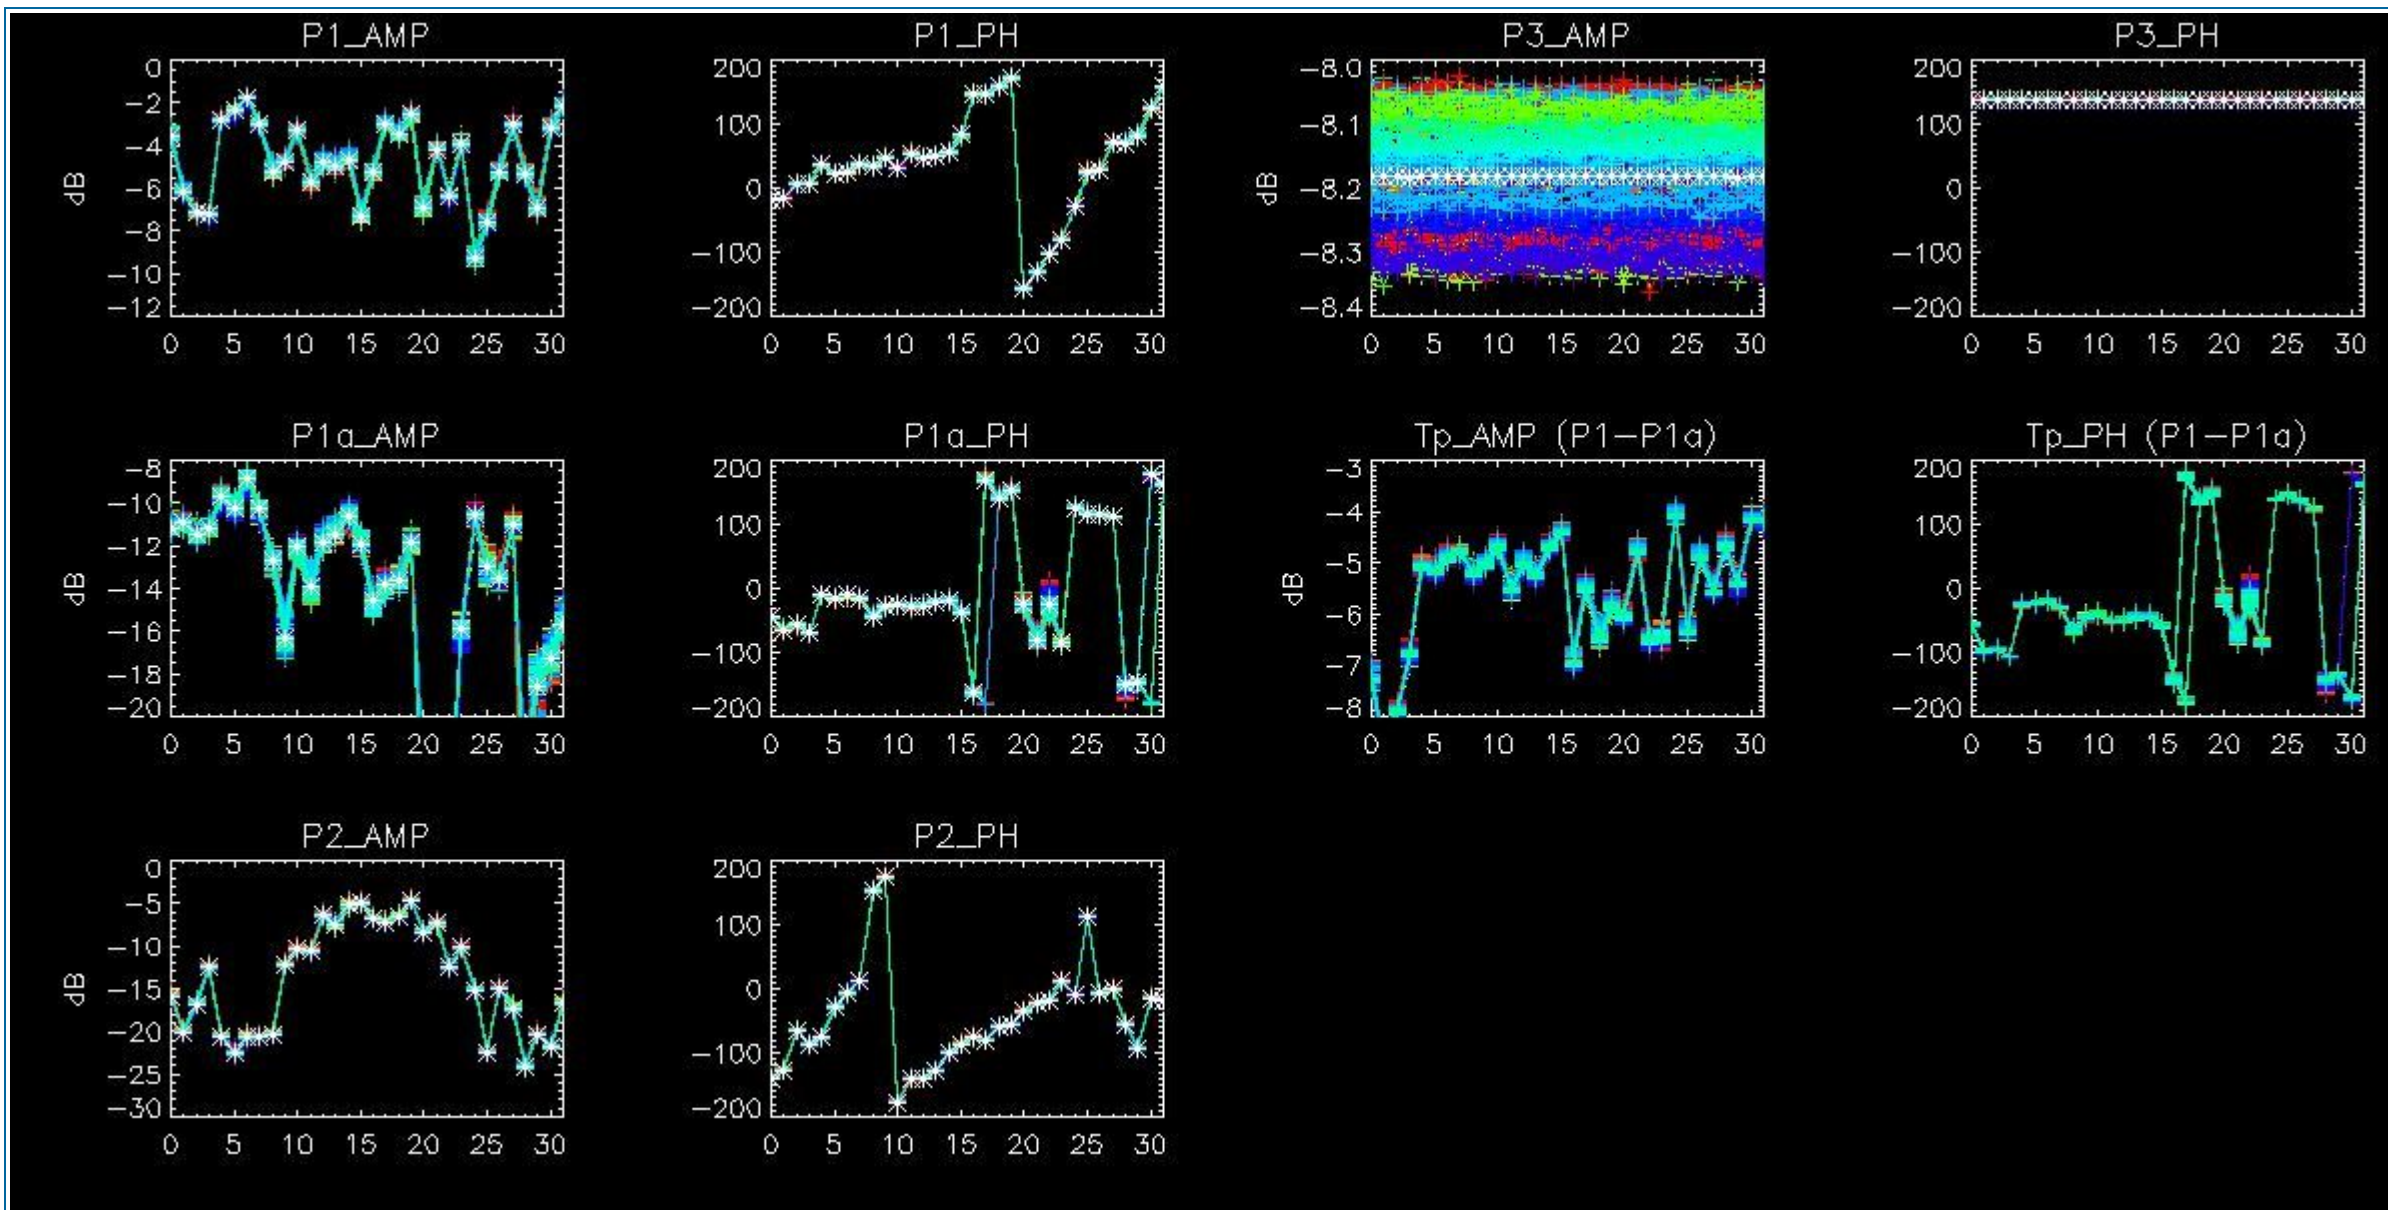 P1_AMP
P1_PH
P3_AMP
P3_PH
0
−2
−4
−6
−8
−10
−12
dB
0 5 10 15 20 25 30
200
100
0
−100
−200
0 5 10 15 20 25 30
−8.0
−8.1
−8.2
−8.3
−8.4
dB
0 5 10 15 20 25 30
200
100
0
−100
−200
0 5 10 15 20 25 30
P1a_AMP
P1a_PH
Tp_AMP (P1−P1a)
Tp_PH (P1−P1a)
−8
−10
−12
−14
−16
−18
−20
dB
0 5 10 15 20 25 30
200
100
0
−100
−200
0 5 10 15 20 25 30
−3
−4
−5
−6
−7
−8
dB
0 5 10 15 20 25 30
200
100
0
−100
−200
0 5 10 15 20 25 30
P2_AMP
P2_PH
0
−5
−10
−15
−20
−25
−30
dB
0 5 10 15 20 25 30
200
100
0
−100
−200
0 5 10 15 20 25 30